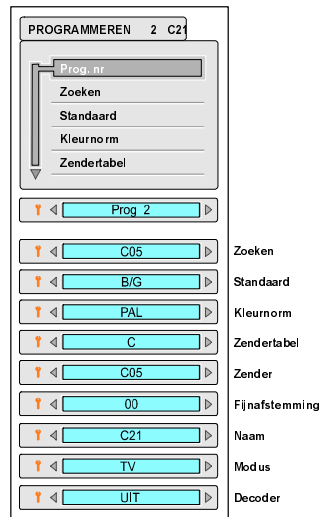 PROGRAMMEREN 2 C21
Prog. nr
Zoeken
Standaard
Kleurnorm
Zendertabel
Prog 2
C05 Zoeken
B/G Standaard
PAL Kleurnorm
C Zendertabel
C05 Zender
00 Fijnafstemming
C21 Naam
TV Modus
UIT Decoder